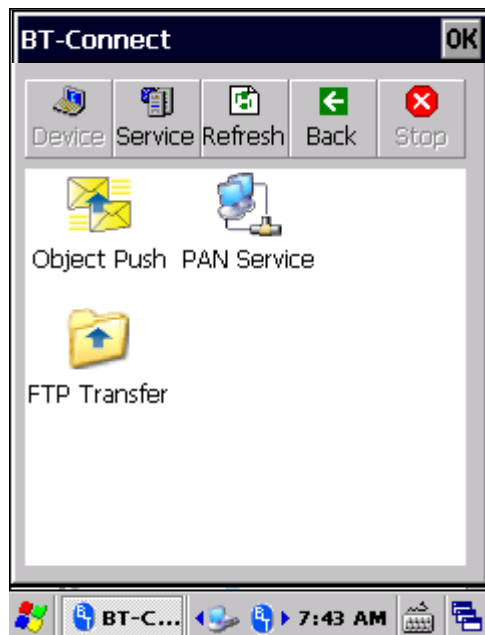 BT-Connect OK
Device Service Refresh Back Stop
Object Push PAN Service
FTP Transfer
BT-C... 7:43 AM